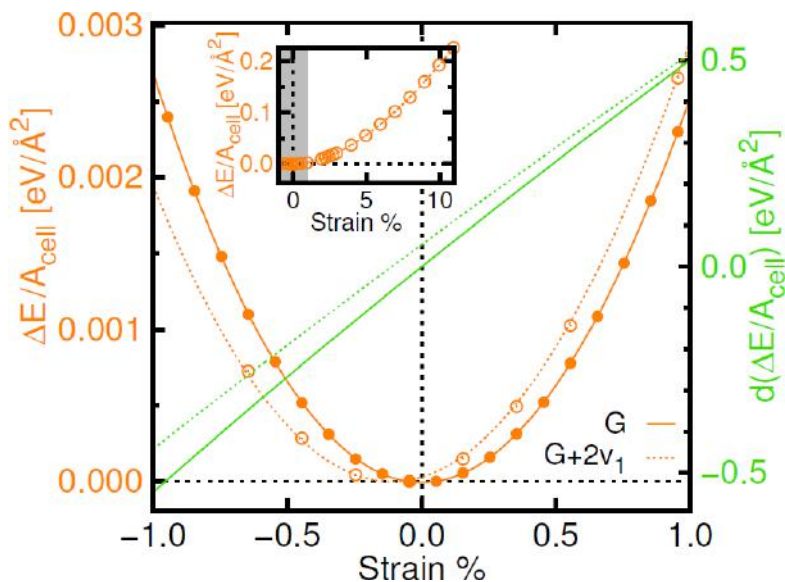 0.003
0.002
0.001
0.000
ΔE/A_cell [eV/Å²]
0.2
0.1
0.0
ΔE/A_cell [eV/Å²]
0 5 10
Strain %
0.5
0.0
−0.5
d(ΔE/A_cell) [eV/Å²]
G
G+2v₁
−1.0 −0.5 0.0 0.5 1.0
Strain %